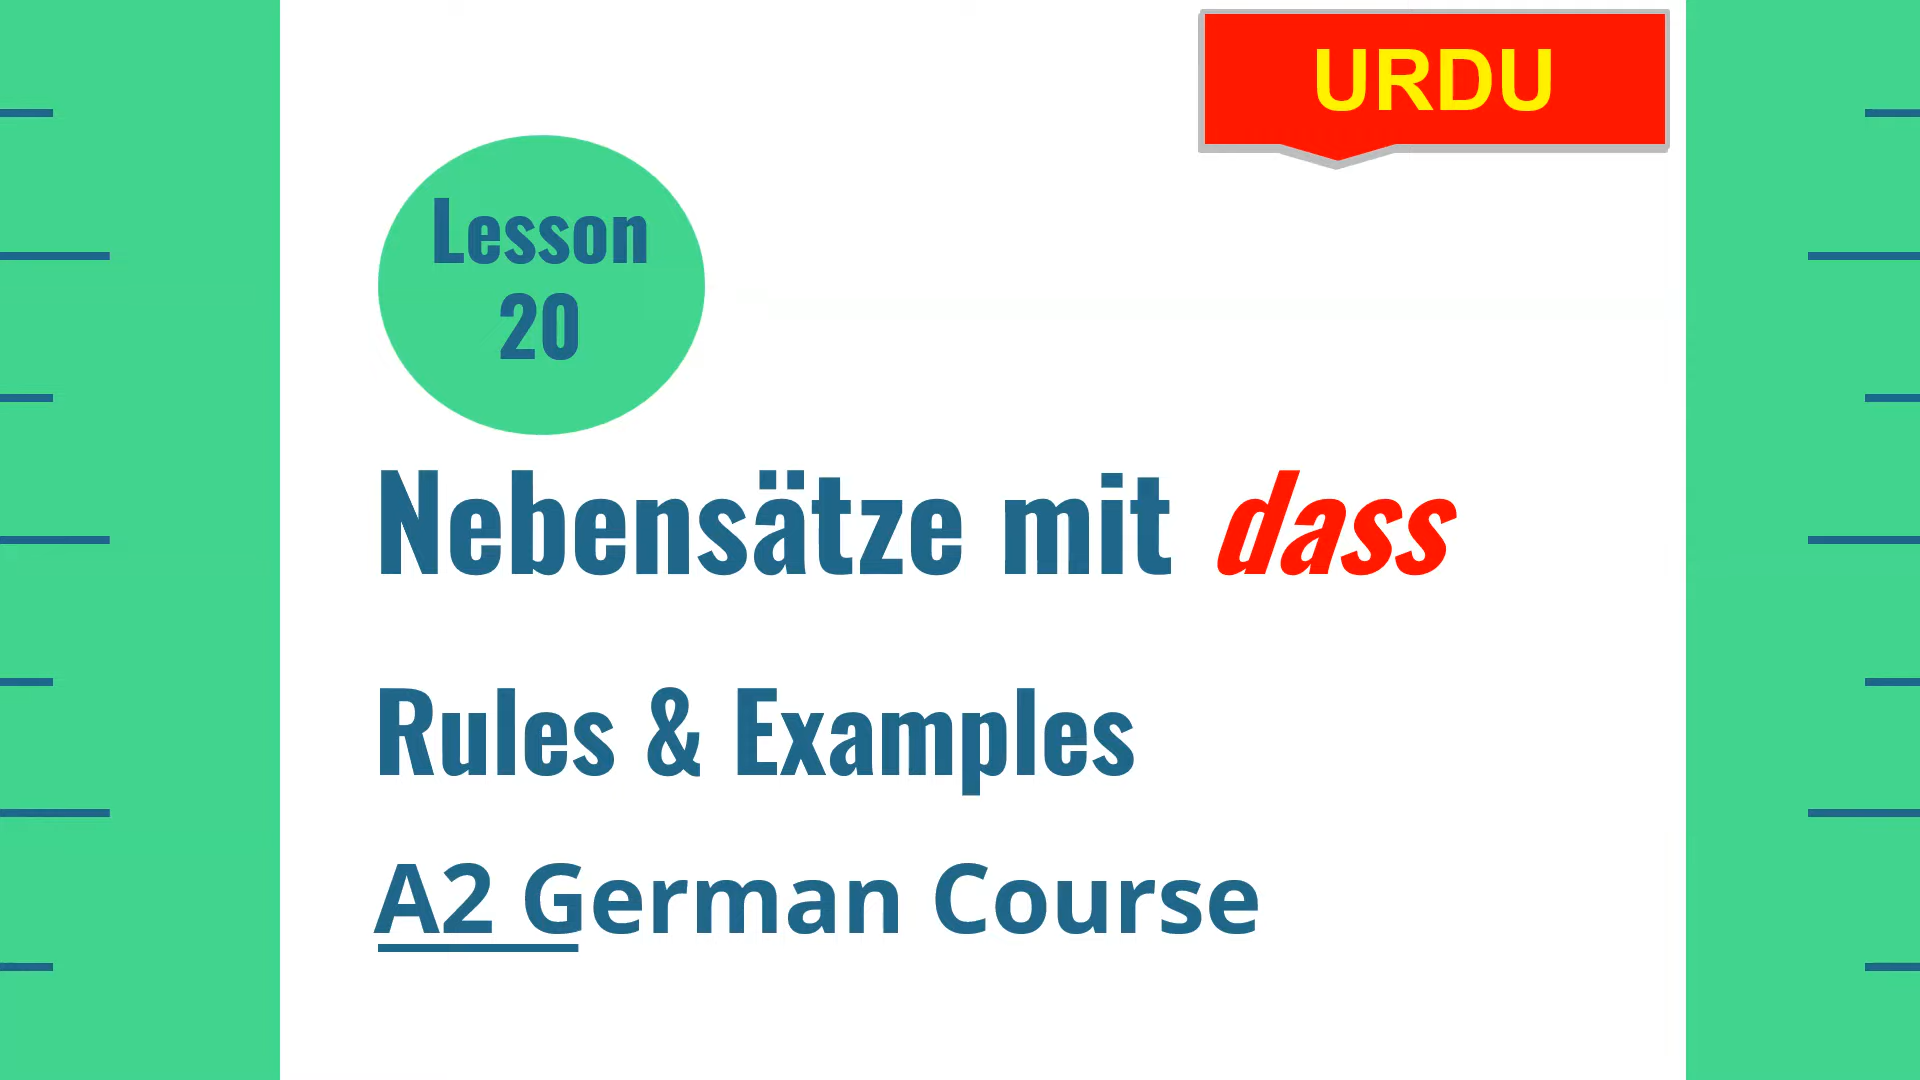 URDU
Lesson
20
Nebensätze mit dass
Rules & Examples
A2 German Course